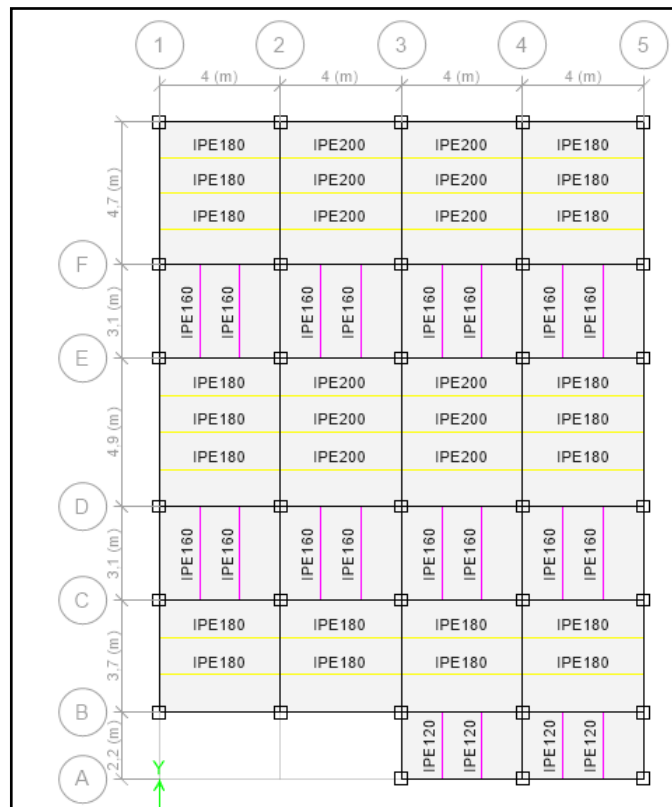 1 2 3 4 5
4 (m) 4 (m) 4 (m) 4 (m)
IPE180 IPE200 IPE200 IPE180
IPE180 IPE200 IPE200 IPE180
IPE180 IPE200 IPE200 IPE180
4,7 (m)
F
IPE160 IPE160 IPE160 IPE160 IPE160 IPE160 IPE160 IPE160
3,1 (m)
E
IPE180 IPE200 IPE200 IPE180
IPE180 IPE200 IPE200 IPE180
IPE180 IPE200 IPE200 IPE180
4,9 (m)
D
IPE160 IPE160 IPE160 IPE160 IPE160 IPE160 IPE160 IPE160
3,1 (m)
C
IPE180 IPE180 IPE180 IPE180
IPE180 IPE180 IPE180 IPE180
3,7 (m)
B
IPE120 IPE120 IPE120 IPE120
2,2 (m)
Y
A